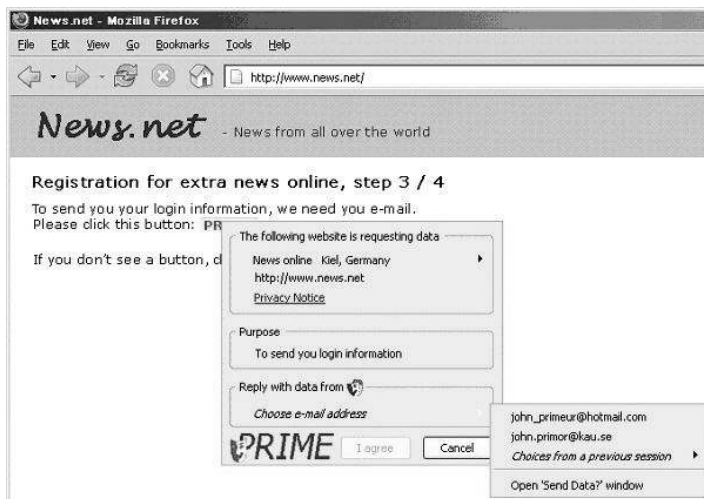 News.net - Mozilla Firefox
File Edit View Go Bookmarks Tools Help
http://www.news.net/
News.net - News from all over the world
Registration for extra news online, step 3 / 4
To send you your login information, we need you e-mail.
Please click this button: PR
If you don't see a button, c
The following website is requesting data
News online Kiel, Germany
http://www.news.net
Privacy Notice
Purpose
To send you login information
Reply with data from
Choose e-mail address
PRIME I agree Cancel
john_primeur@hotmail.com
john.primor@kau.se
Choices from a previous session
Open 'Send Data?' window